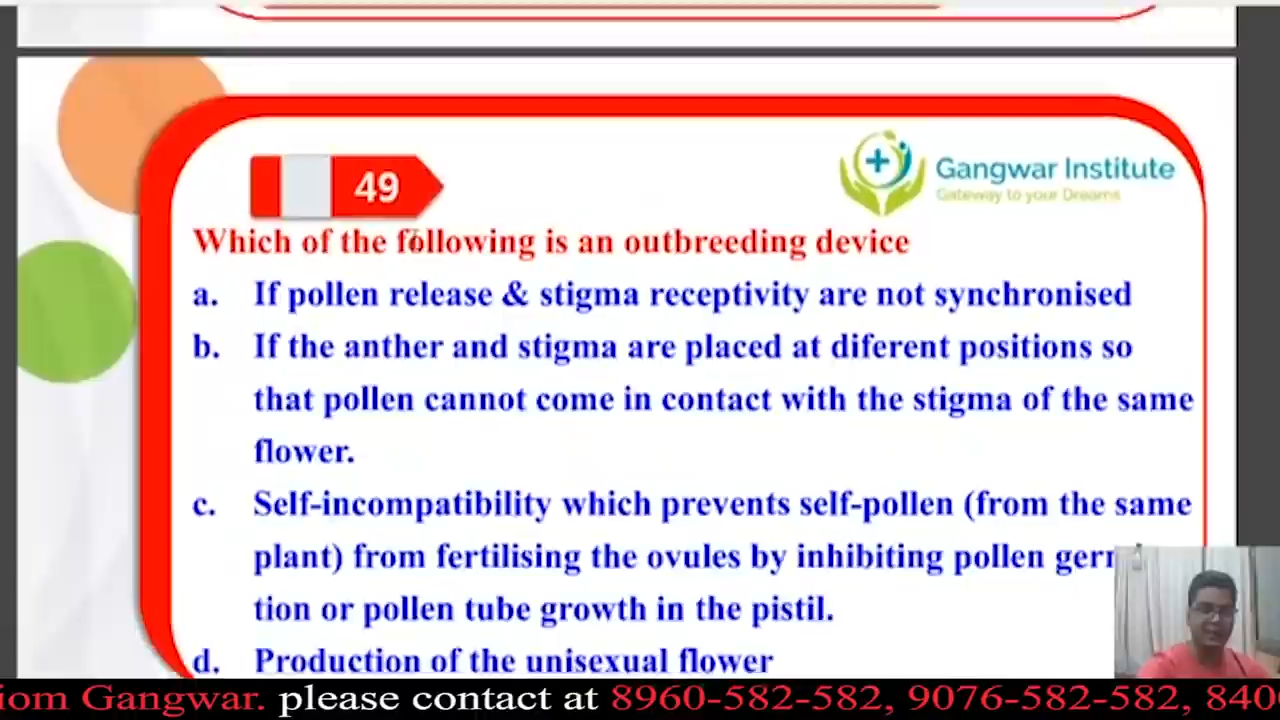 49
Gangwar Institute
Gateway to your Dreams
Which of the following is an outbreeding device
a. If pollen release & stigma receptivity are not synchronised
b. If the anther and stigma are placed at diferent positions so
that pollen cannot come in contact with the stigma of the same
flower.
c. Self-incompatibility which prevents self-pollen (from the same
plant) from fertilising the ovules by inhibiting pollen
tion or pollen tube growth in the pistil.
d. Production of the unisexual flower
Gangwar. please contact at 8960-582-582, 9076-582-582, 840